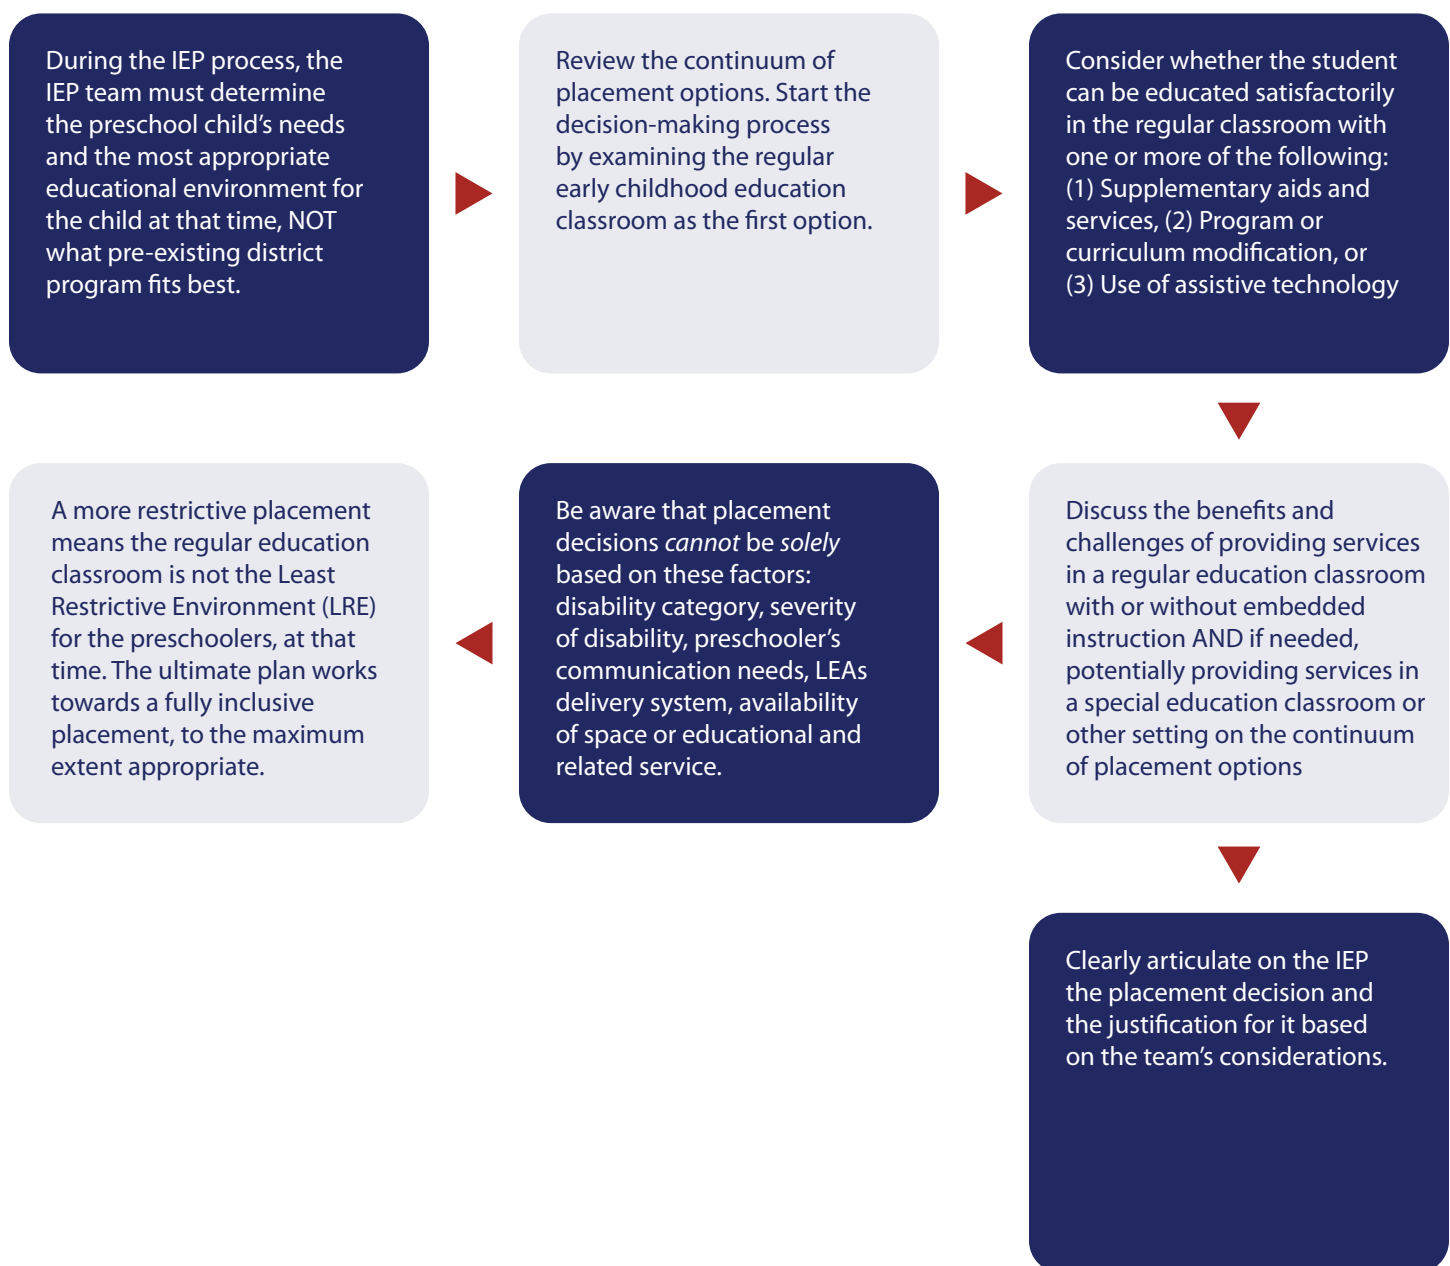 During the IEP process, the
IEP team must determine
the preschool child’s needs
and the most appropriate
educational environment for
the child at that time, NOT
what pre-existing district
program fits best.
Review the continuum of
placement options. Start the
decision-making process
by examining the regular
early childhood education
classroom as the first option.
Consider whether the student
can be educated satisfactorily
in the regular classroom with
one or more of the following:
(1) Supplementary aids and
services, (2) Program or
curriculum modification, or
(3) Use of assistive technology
Discuss the benefits and
challenges of providing services
in a regular education classroom
with or without embedded
instruction AND if needed,
potentially providing services in
a special education classroom or
other setting on the continuum
of placement options
Be aware that placement
decisions cannot be solely
based on these factors:
disability category, severity
of disability, preschooler’s
communication needs, LEAs
delivery system, availability
of space or educational and
related service.
A more restrictive placement
means the regular education
classroom is not the Least
Restrictive Environment (LRE)
for the preschoolers, at that
time. The ultimate plan works
towards a fully inclusive
placement, to the maximum
extent appropriate.
Clearly articulate on the IEP
the placement decision and
the justification for it based
on the team’s considerations.